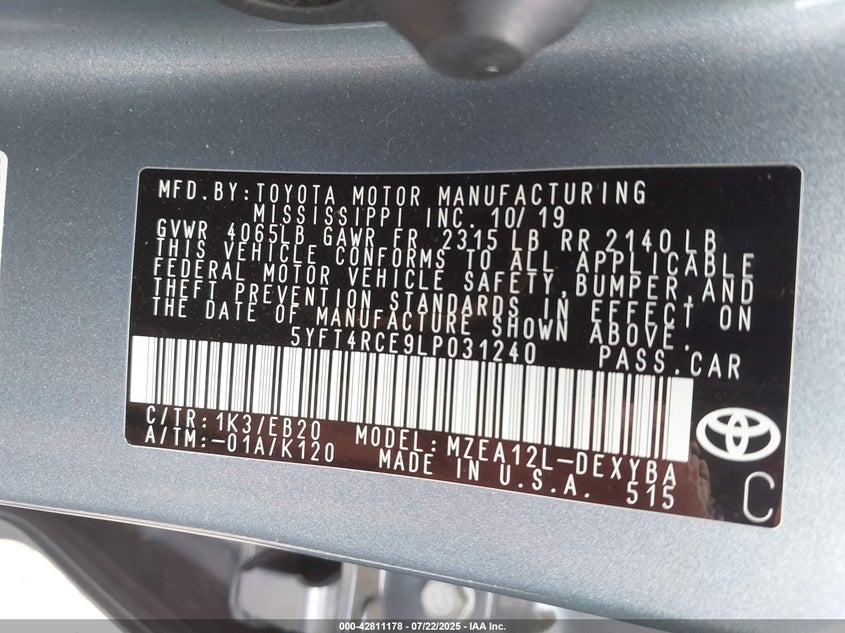 MFD.BY:TOYOTA MOTOR MANUFACTURING
MISSISSIPPI INC. 10/19
GVWR 4065LB GAWR FR 2315 LB RR 2140 LB
THIS VEHICLE CONFORMS TO ALL APPLICABLE
FEDERAL MOTOR VEHICLE SAFETY,BUMPER,AND
THEFT PREVENTION STANDARDS IN EFFECT ON
THE DATE OF MANUFACTURE SHOWN ABOVE.
5YFT4RCE9LP031240 PASS.CAR
C/TR:1K3/EB20 MODEL:MZEA12L-DEXYBA
A/TM:-01A/K120 MADE IN U.S.A. 515
C
000-42811178 - 07/22/2025 - IAA Inc.